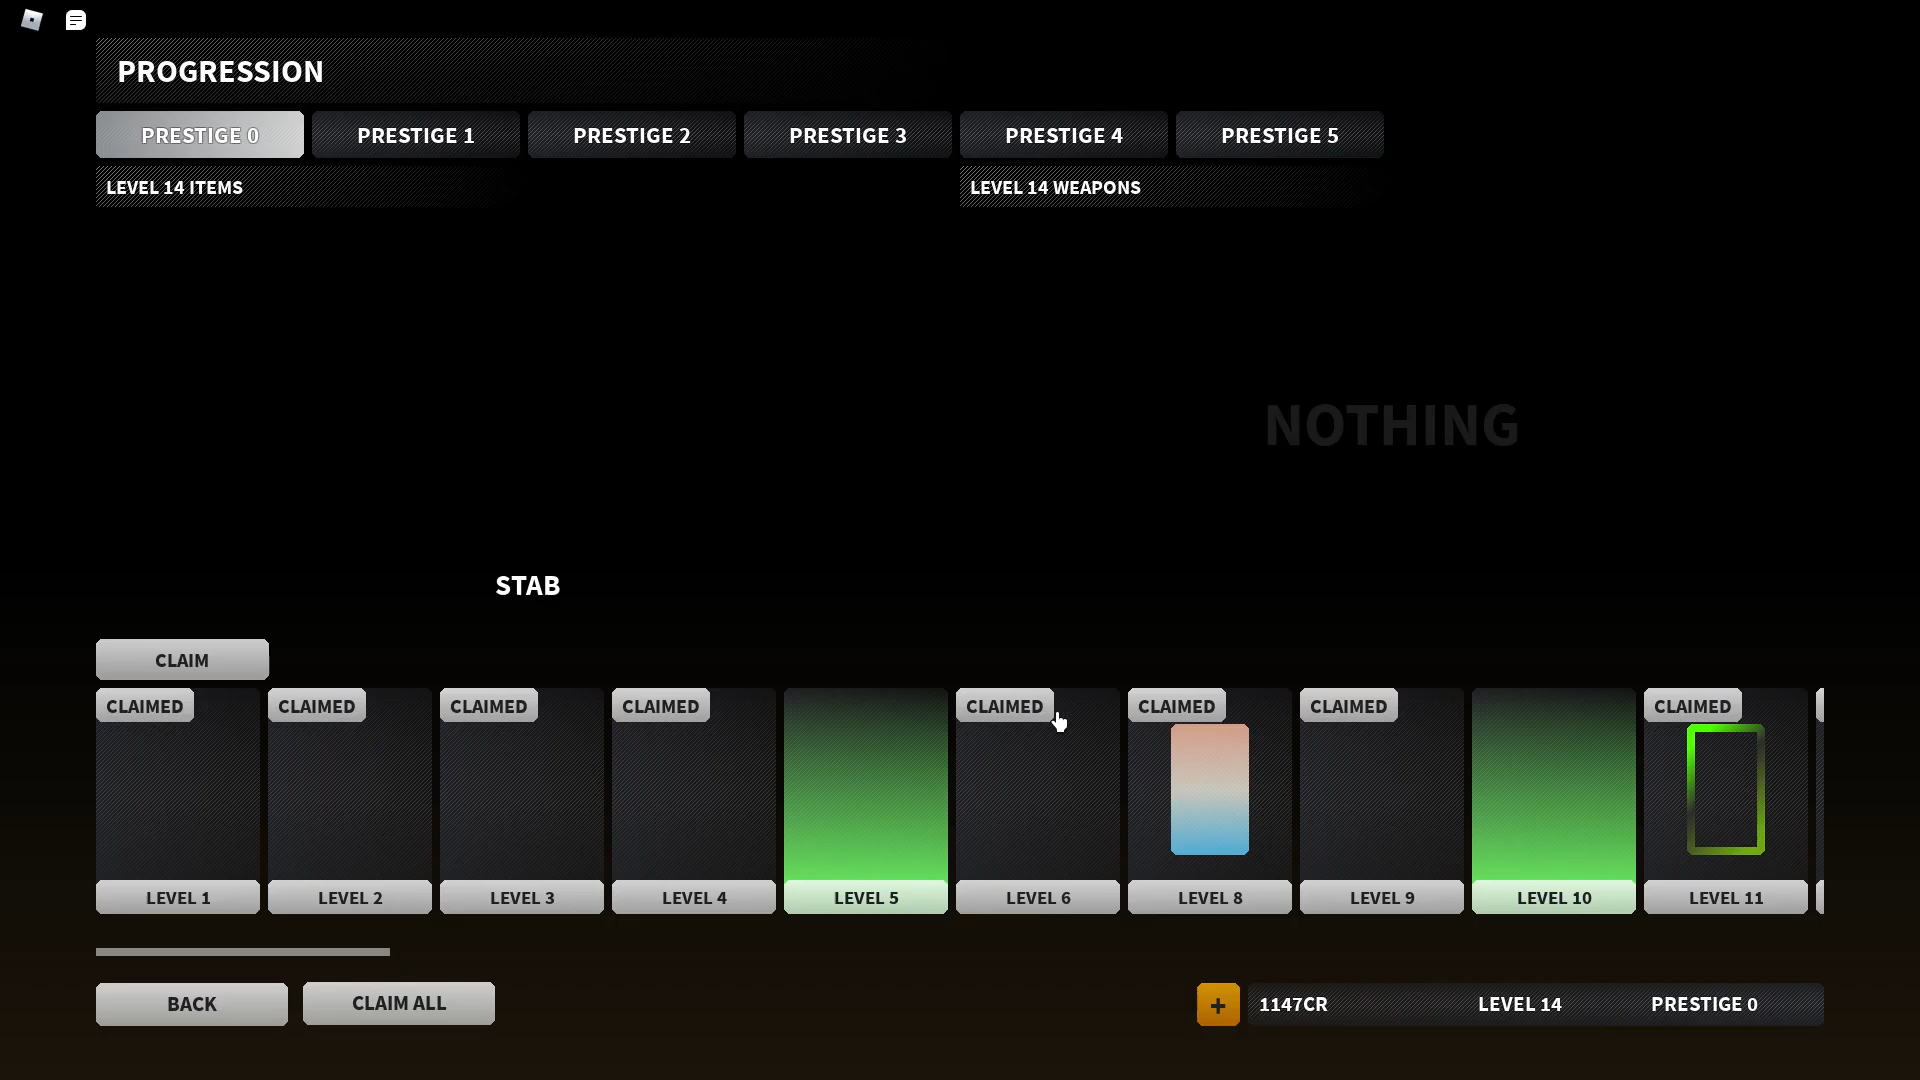 PROGRESSION
PRESTIGE 0 PRESTIGE 1 PRESTIGE 2 PRESTIGE 3 PRESTIGE 4 PRESTIGE 5
LEVEL 14 ITEMS LEVEL 14 WEAPONS
NOTHING
STAB
CLAIM
CLAIMED CLAIMED CLAIMED CLAIMED CLAIMED CLAIMED CLAIMED CLAIMED
LEVEL 1 LEVEL 2 LEVEL 3 LEVEL 4 LEVEL 5 LEVEL 6 LEVEL 8 LEVEL 9 LEVEL 10 LEVEL 11
BACK CLAIM ALL + 1147CR LEVEL 14 PRESTIGE 0